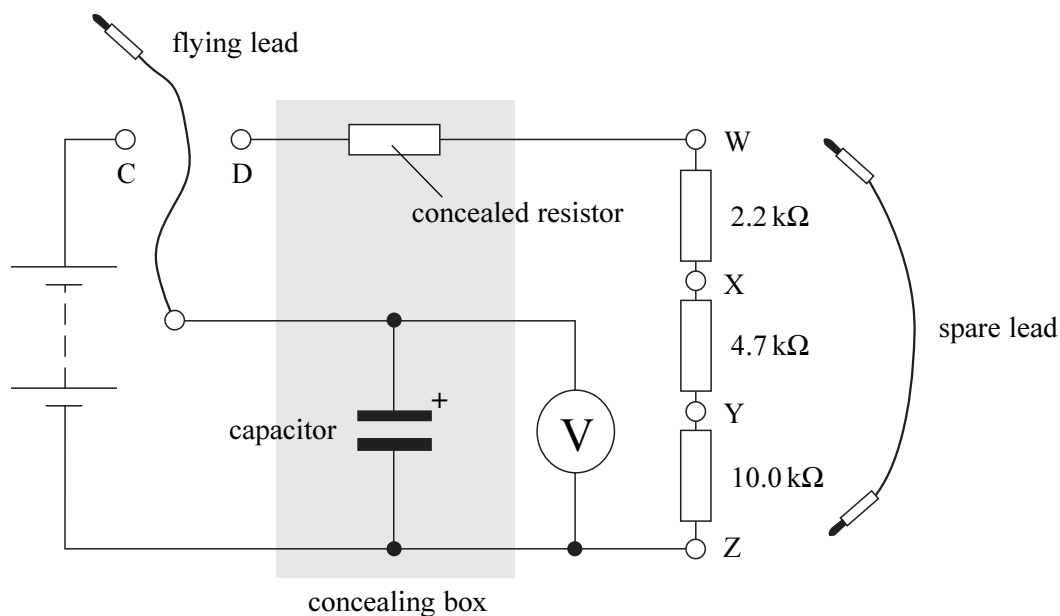 flying lead
C
D
W
concealed resistor
2.2 kΩ
X
4.7 kΩ
spare lead
Y
+
capacitor
V
10.0 kΩ
Z
concealing box